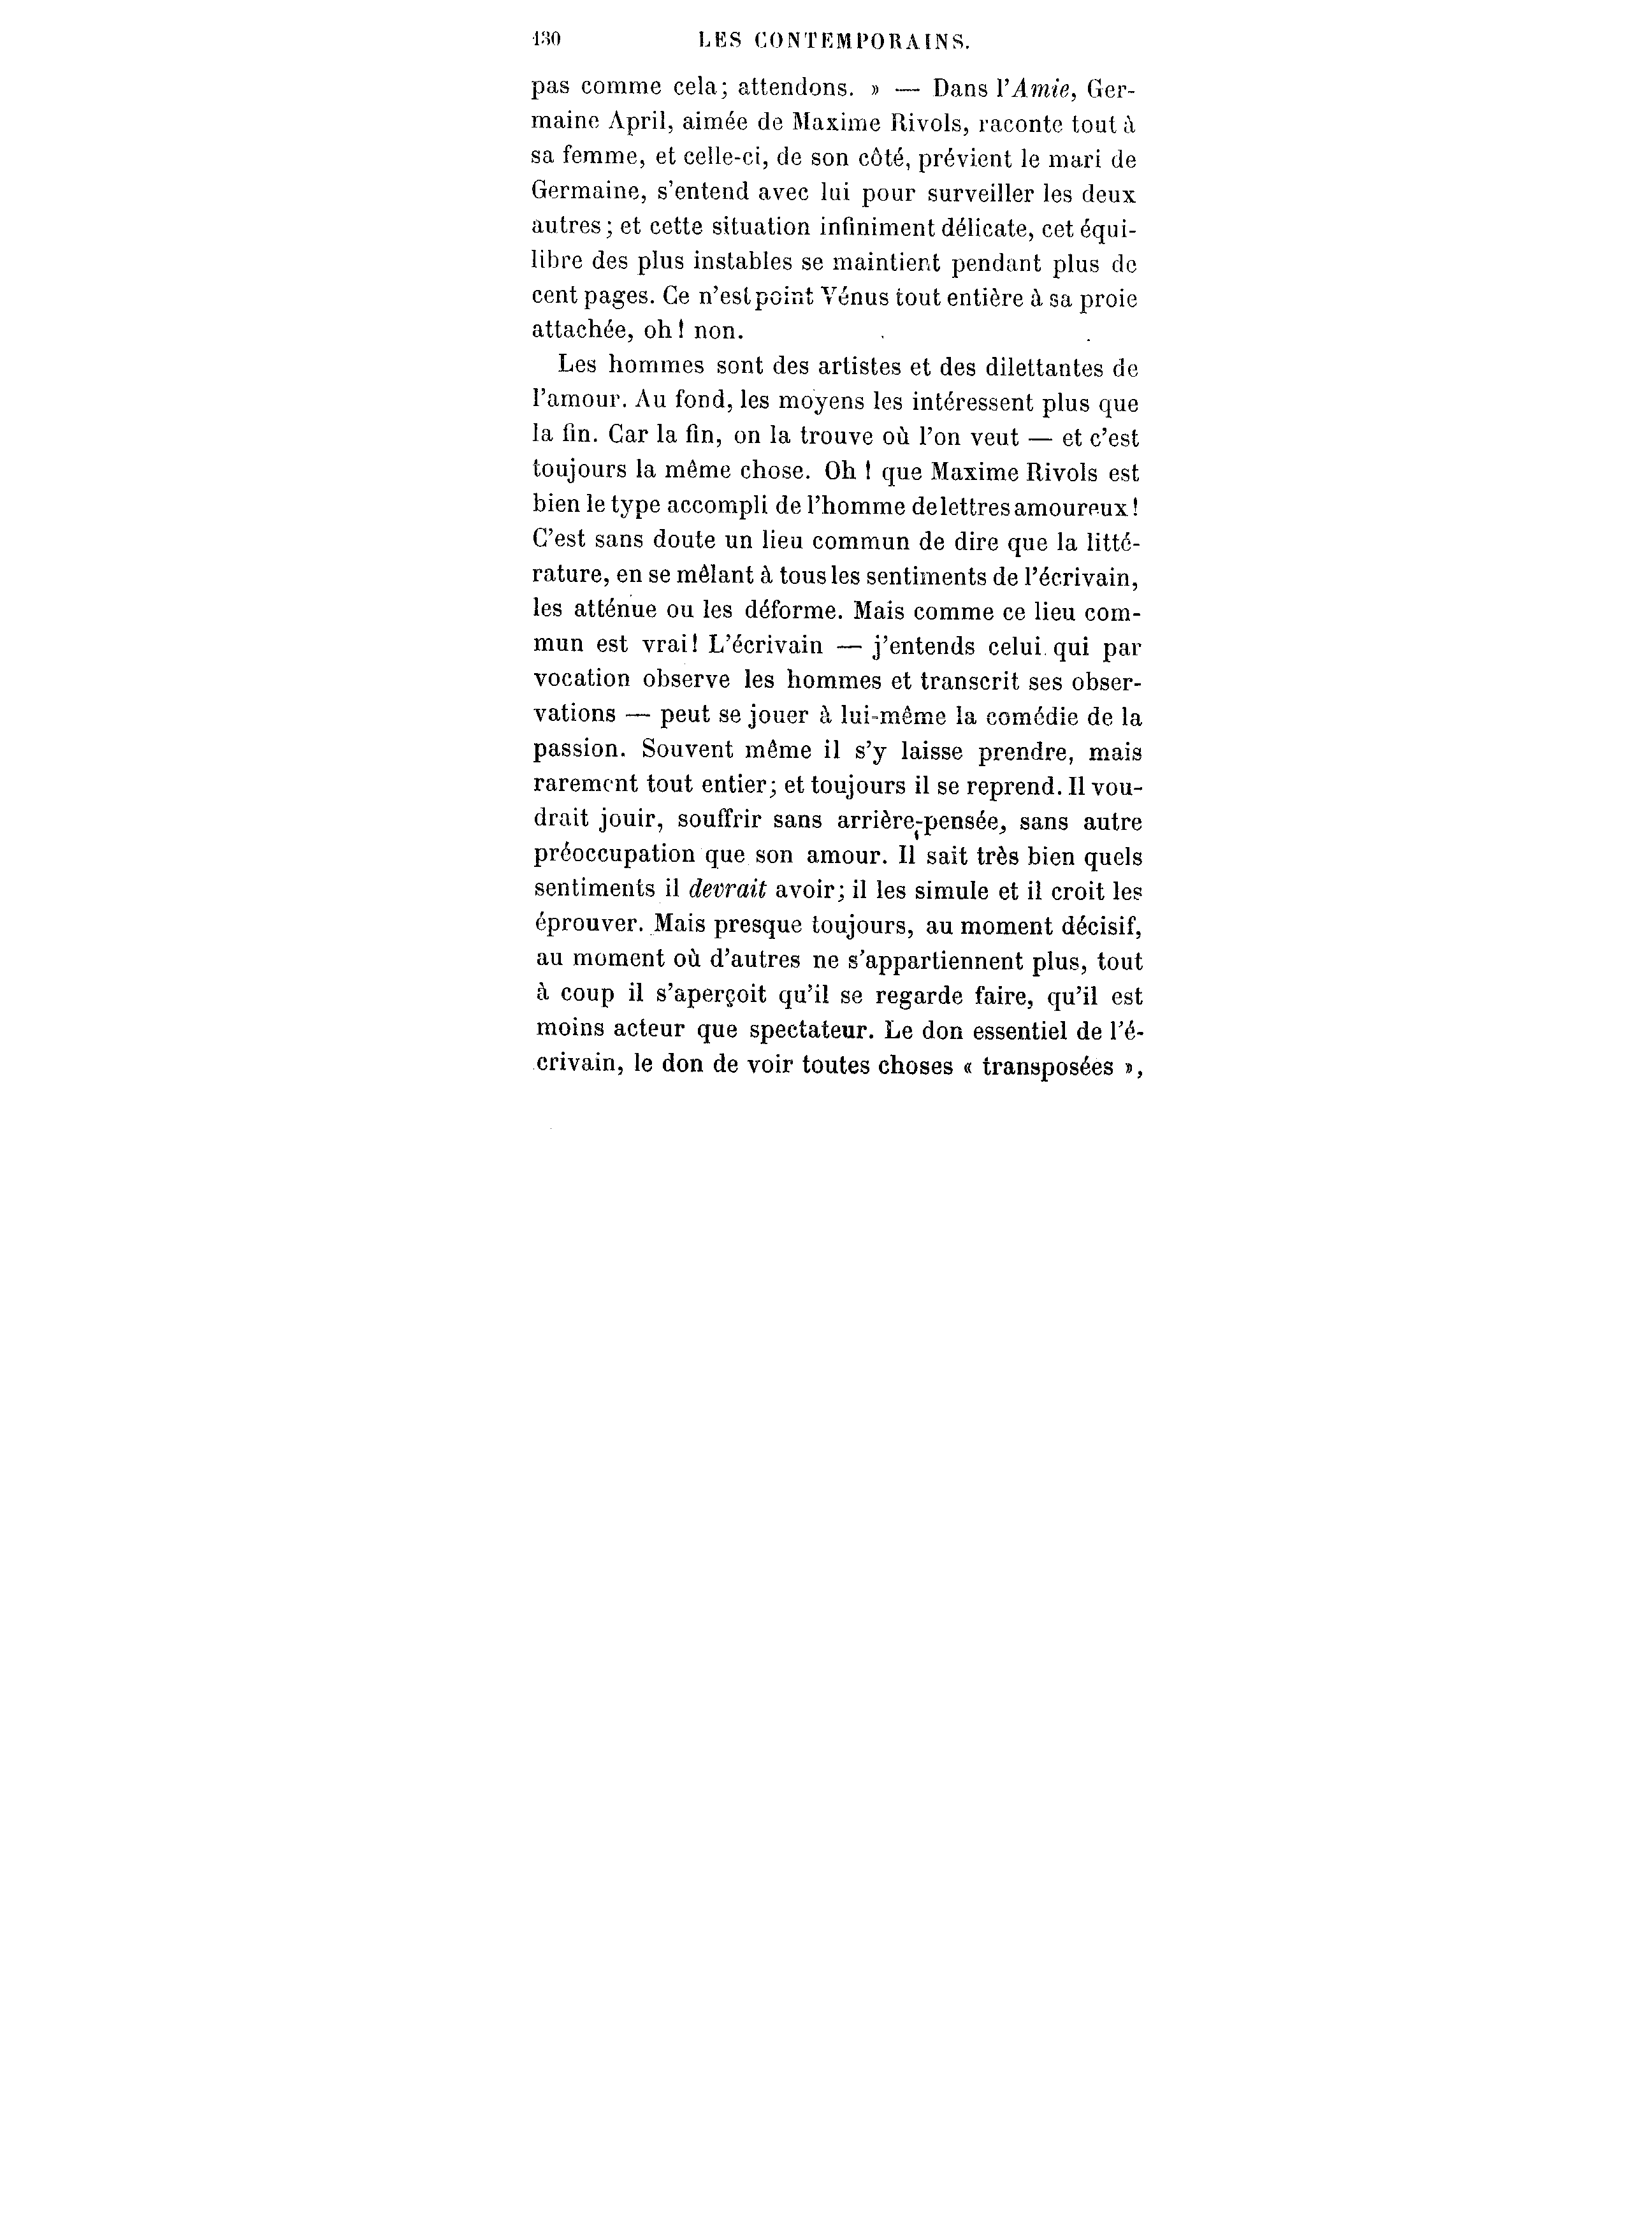 130 LES CONTEMPORAINS.
pas comme cela; attendons. » — Dans l'Amie, Ger-
maine April, aimée de Maxime Rivols, raconte tout à
sa femme, et celle-ci, de son côté, prévient le mari de
Germaine, s'entend avec lui pour surveiller les deux
autres; et cette situation infiniment délicate, cet équi-
libre des plus instables se maintient pendant plus de
cent pages. Ce n'est point Vénus tout entière à sa proie
attachée, oh! non.
Les hommes sont des artistes et des dilettantes de
l'amour. Au fond, les moyens les intéressent plus que
la fin. Car la fin, on la trouve où l'on veut — et c'est
toujours la même chose. Oh! que Maxime Rivols est
bien le type accompli de l'homme de lettres amoureux!
C'est sans doute un lieu commun de dire que la litté-
rature, en se mêlant à tous les sentiments de l'écrivain,
les atténue ou les déforme. Mais comme ce lieu com-
mun est vrai! L'écrivain — j'entends celui qui par
vocation observe les hommes et transcrit ses obser-
vations — peut se jouer à lui-même la comédie de la
passion. Souvent même il s'y laisse prendre, mais
rarement tout entier; et toujours il se reprend. Il vou-
drait jouir, souffrir sans arrière-pensée, sans autre
préoccupation que son amour. Il sait très bien quels
sentiments il devrait avoir; il les simule et il croit les
éprouver. Mais presque toujours, au moment décisif,
au moment où d'autres ne s'appartiennent plus, tout
à coup il s'aperçoit qu'il se regarde faire, qu'il est
moins acteur que spectateur. Le don essentiel de l'é-
crivain, le don de voir toutes choses « transposées »,